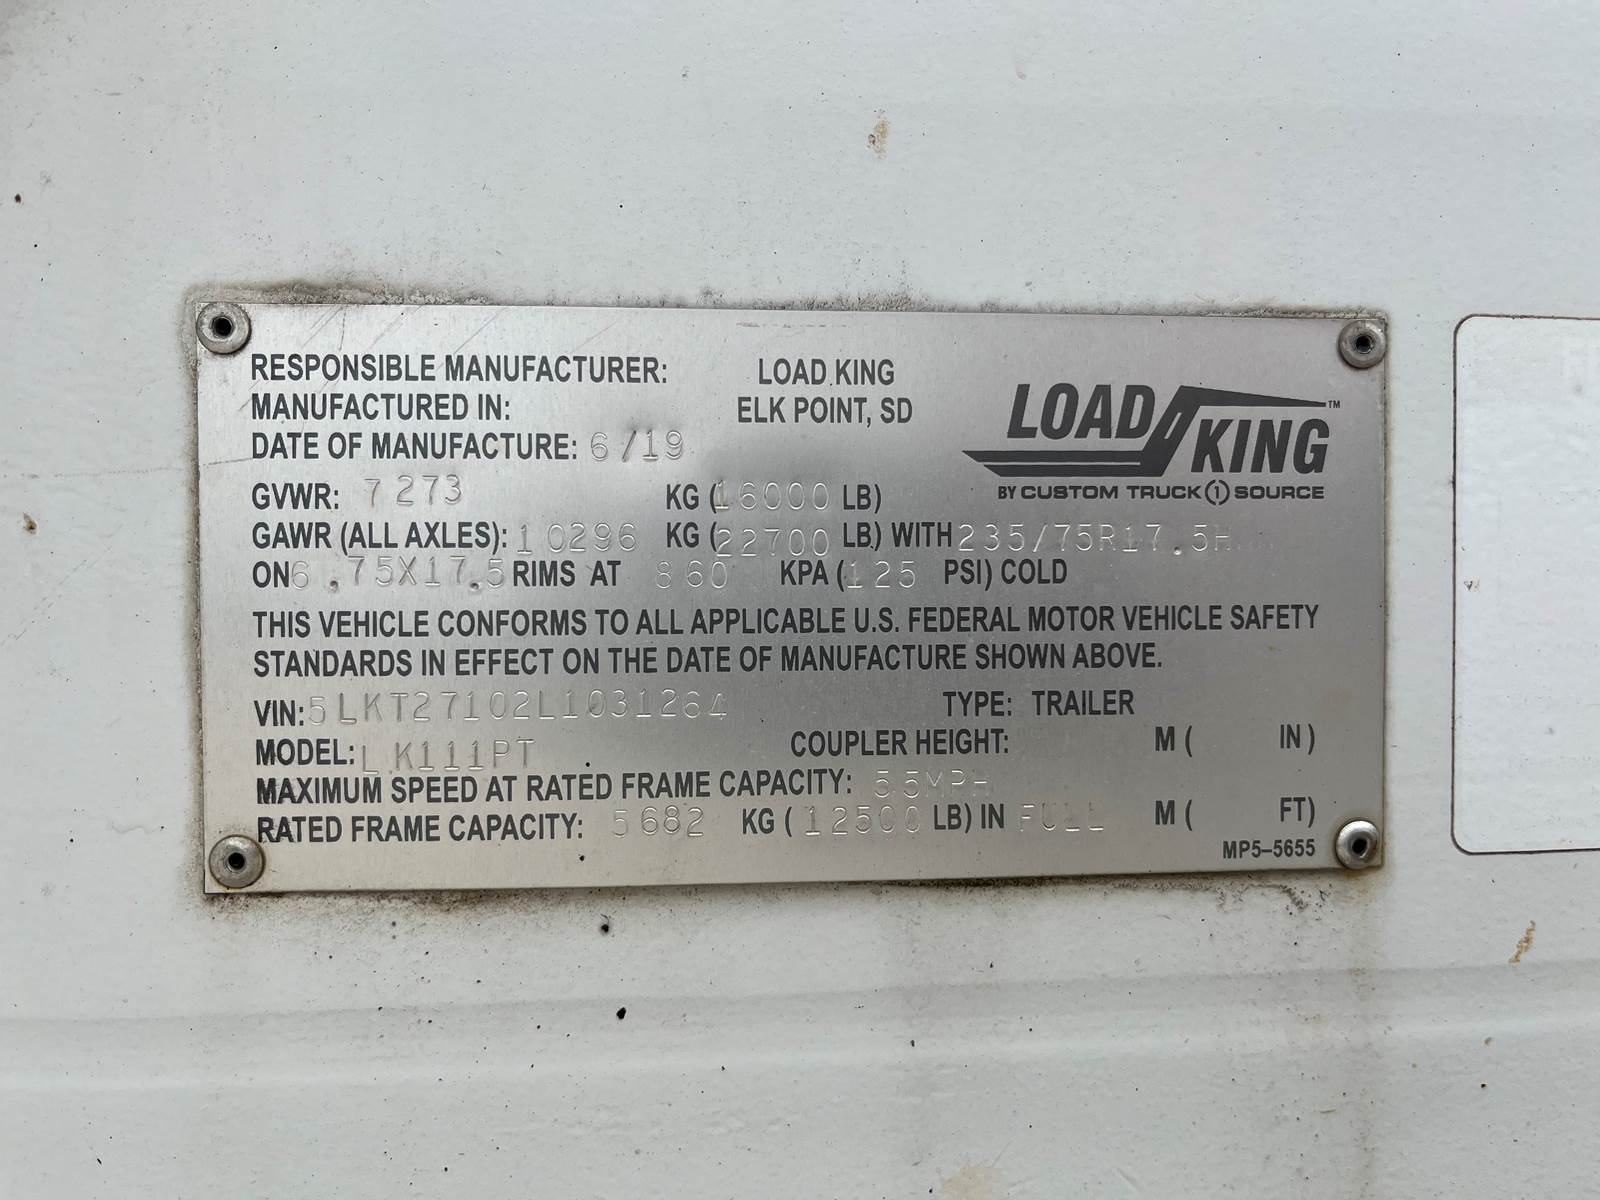 RESPONSIBLE MANUFACTURER: LOAD KING
MANUFACTURED IN: ELK POINT, SD
DATE OF MANUFACTURE: 6/19
LOAD KING™
BY CUSTOM TRUCK 1 SOURCE
GVWR: 7273 KG (16000 LB)
GAWR (ALL AXLES): 10296 KG (22700 LB) WITH 235/75R17.5H
ON 6.75X17.5 RIMS AT 860 KPA (125 PSI) COLD
THIS VEHICLE CONFORMS TO ALL APPLICABLE U.S. FEDERAL MOTOR VEHICLE SAFETY
STANDARDS IN EFFECT ON THE DATE OF MANUFACTURE SHOWN ABOVE.
VIN: 5LKT27102L1031264 TYPE: TRAILER
MODEL: LK111PT COUPLER HEIGHT: M ( IN)
MAXIMUM SPEED AT RATED FRAME CAPACITY: 55MPH
RATED FRAME CAPACITY: 5682 KG (12500 LB) IN FULL M ( FT)
MP5-5655